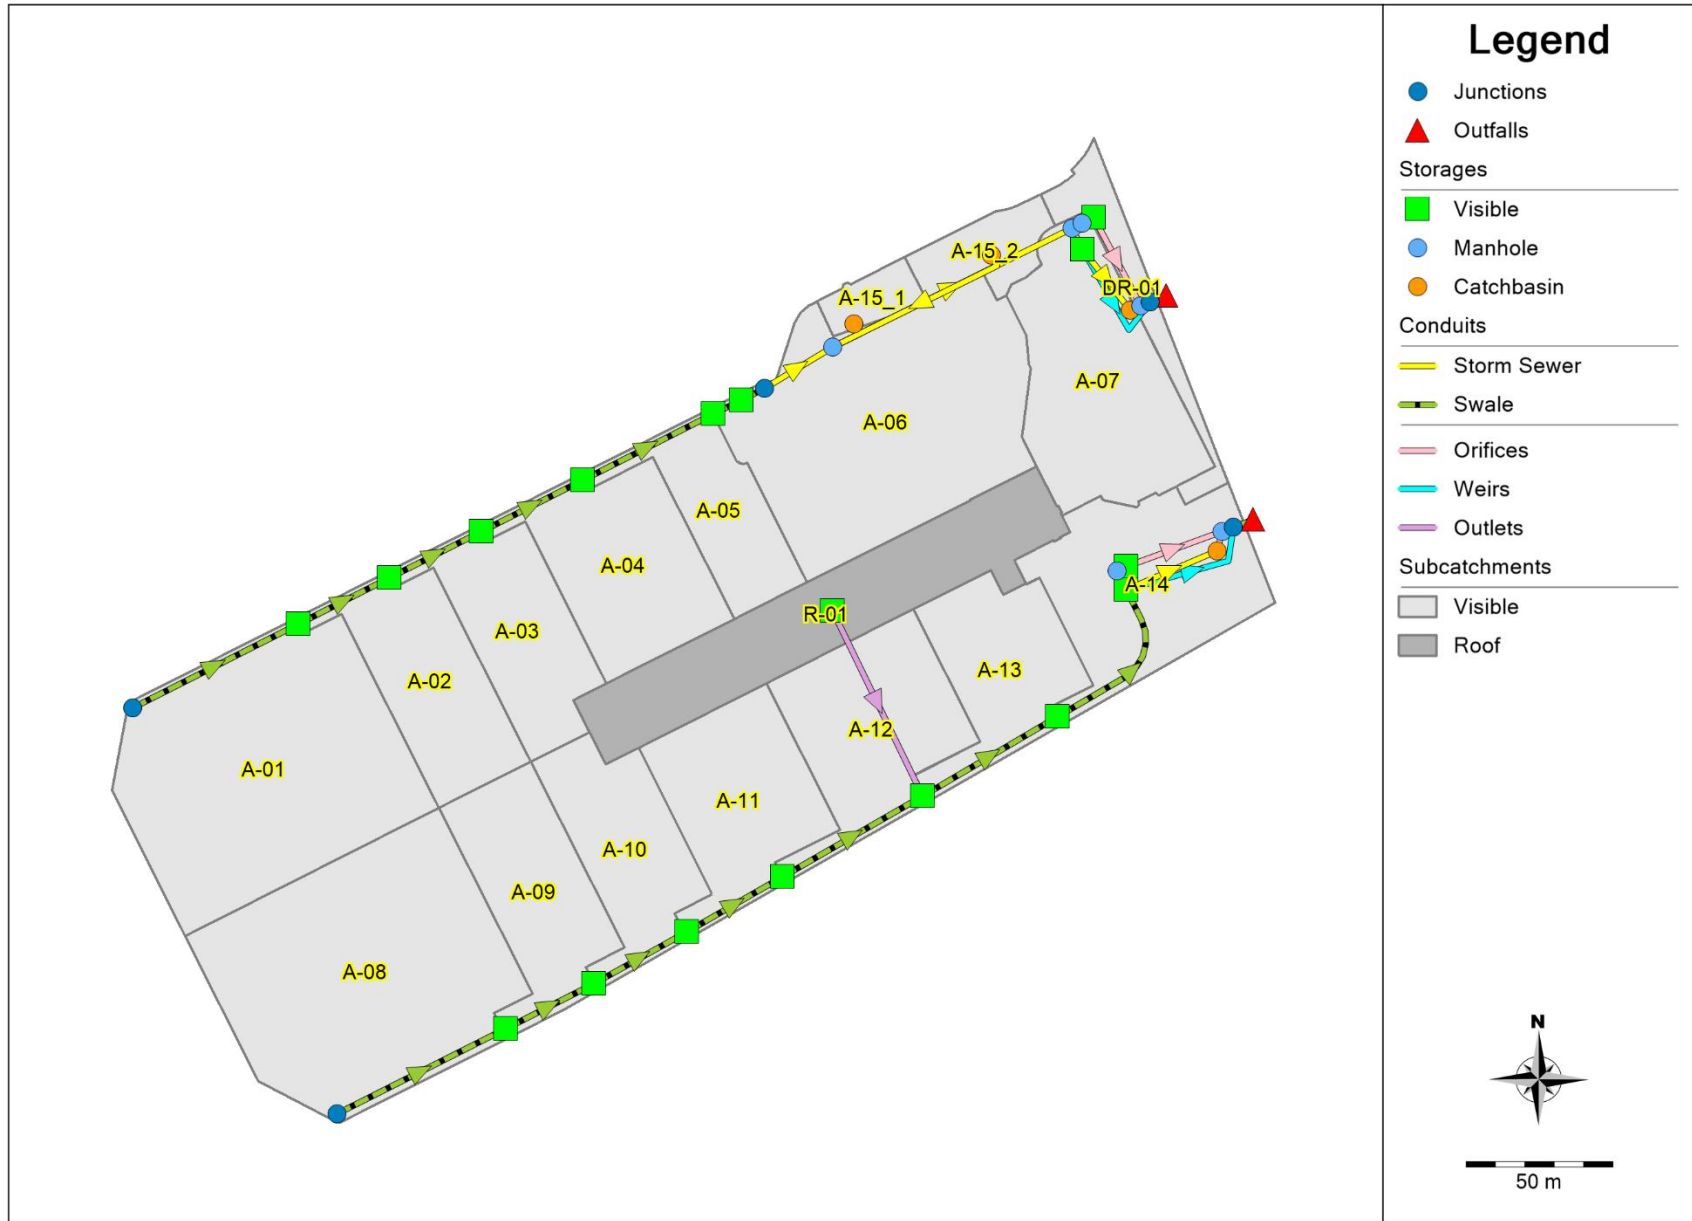 Legend
Junctions
Outfalls
Storages
Visible
Manhole
Catchbasin
Conduits
Storm Sewer
Swale
Orifices
Weirs
Outlets
Subcatchments
Visible
Roof
A-15_2
DR-01
A-15_1
A-07
A-06
A-05
A-04
A-14
R-01
A-03
A-13
A-02
A-12
A-01
A-11
A-10
A-09
A-08
N
50 m